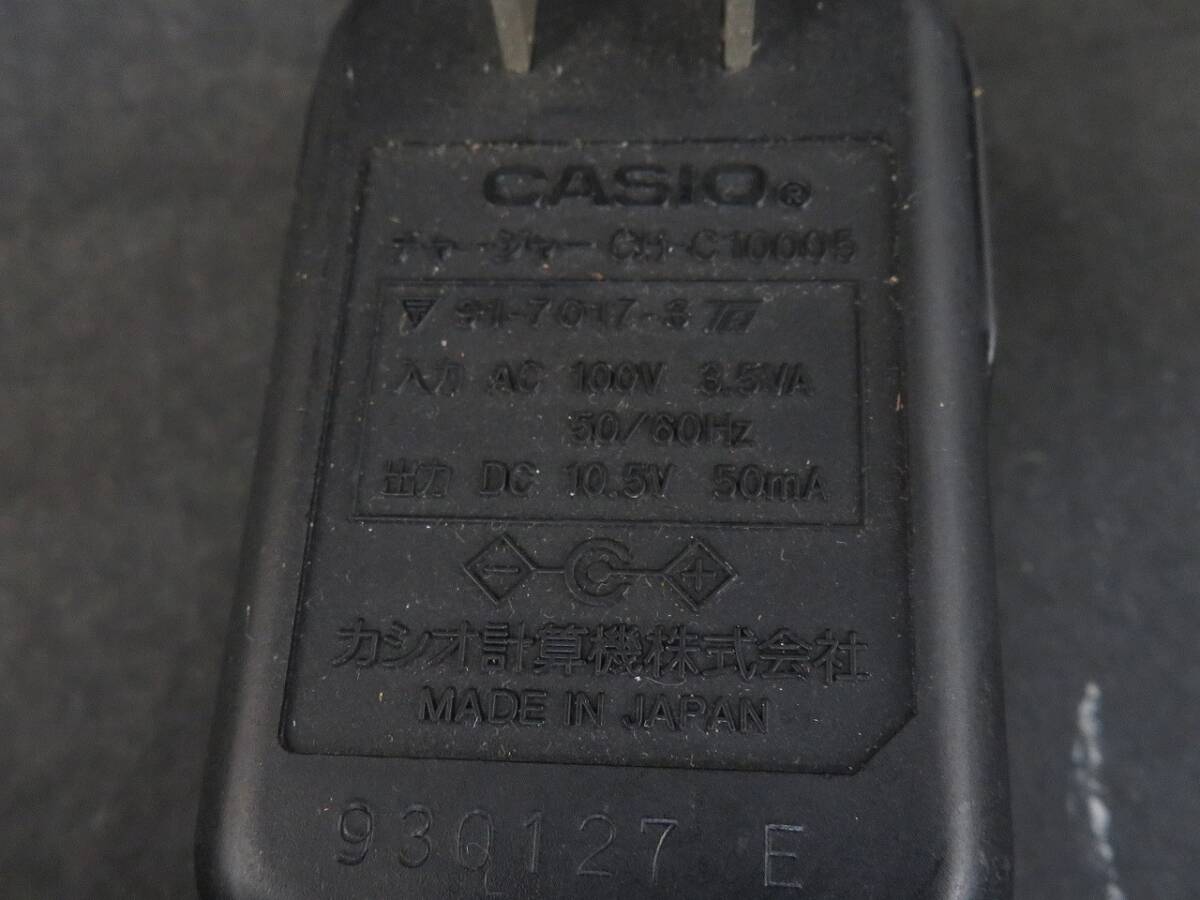 CASIO®
チャージャー CH-C1000S
▽ 91-7017-3
入力 AC 100V 3.5VA
50/60Hz
出力 DC 10.5V 50mA
- +
カシオ計算機株式会社
MADE IN JAPAN
930127 E